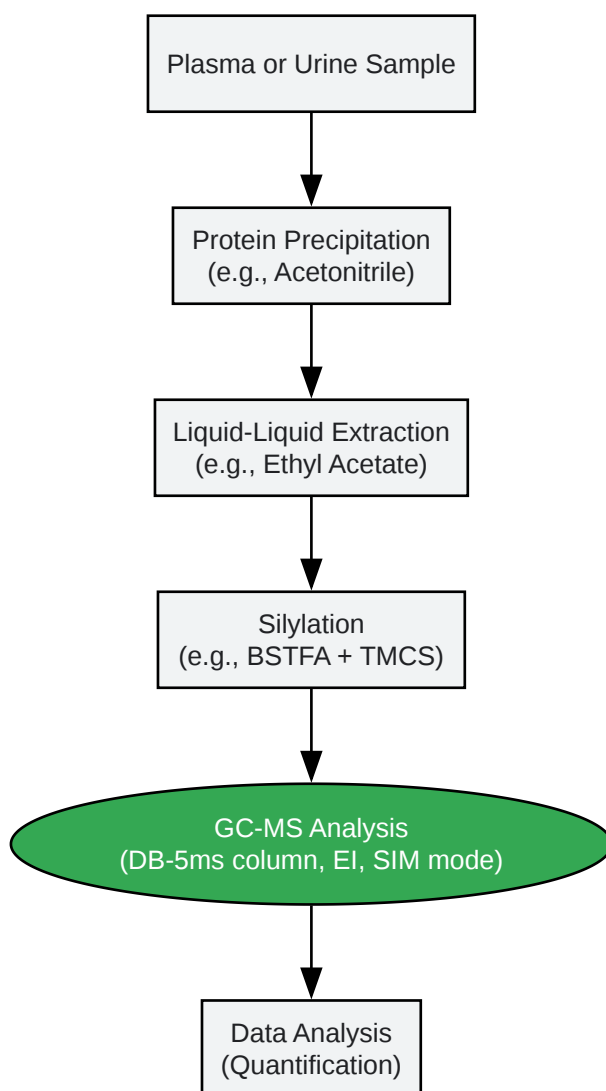 Plasma or Urine Sample
Protein Precipitation
(e.g., Acetonitrile)
Liquid-Liquid Extraction
(e.g., Ethyl Acetate)
Silylation
(e.g., BSTFA + TMCS)
GC-MS Analysis
(DB-5ms column, EI, SIM mode)
Data Analysis
(Quantification)